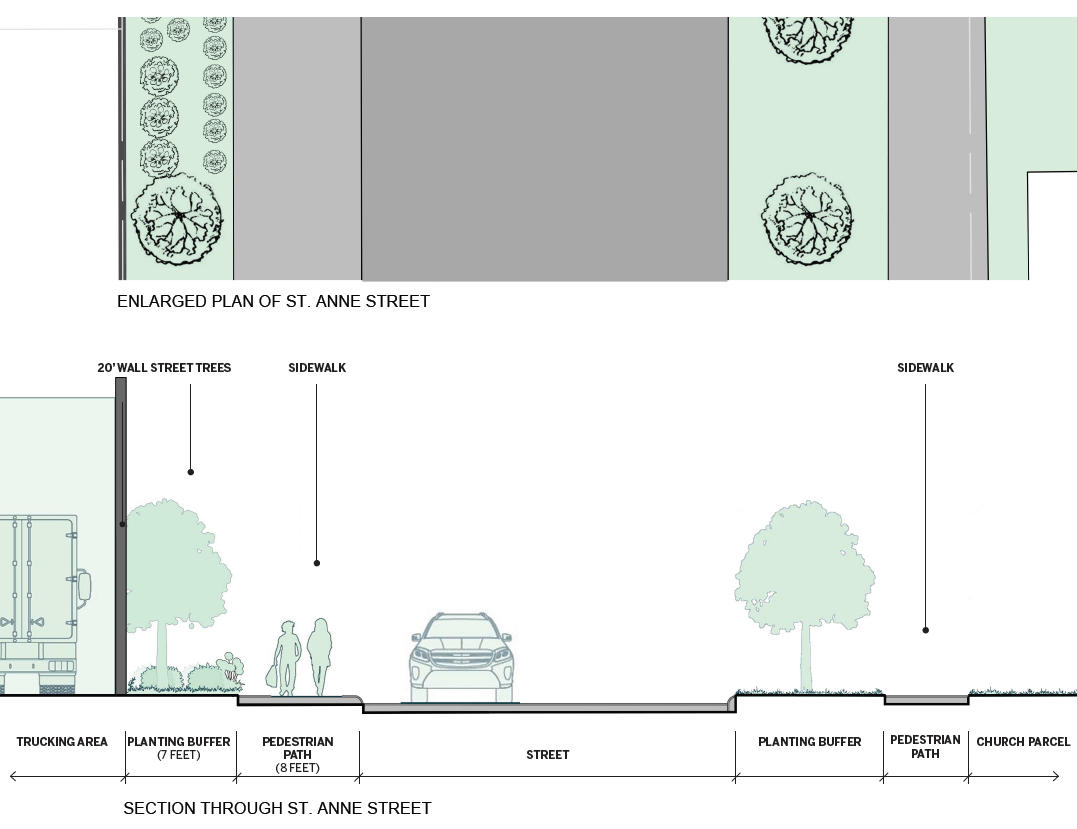 ENLARGED PLAN OF ST. ANNE STREET
20' WALL STREET TREES
SIDEWALK
SIDEWALK
TRUCKING AREA
PLANTING BUFFER
(7 FEET)
PEDESTRIAN
PATH
(8 FEET)
STREET
PLANTING BUFFER
PEDESTRIAN
PATH
CHURCH PARCEL
SECTION THROUGH ST. ANNE STREET